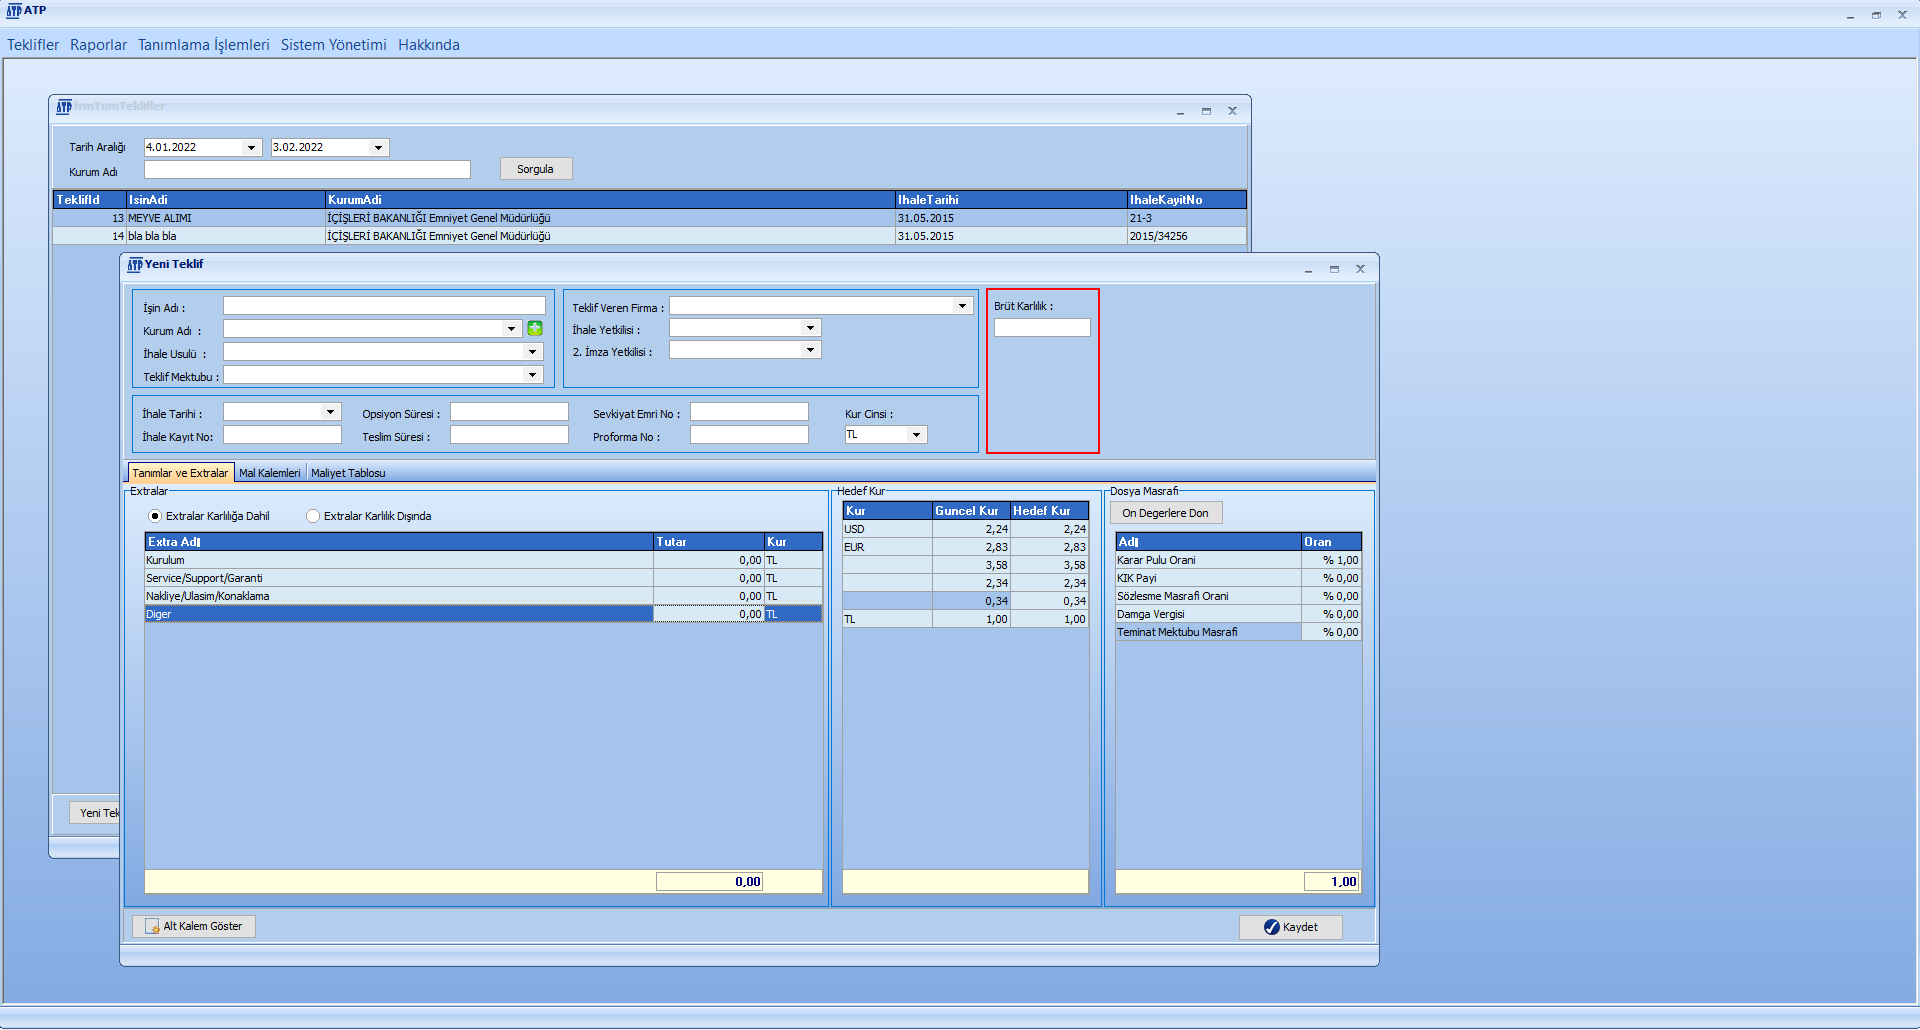 ATP
Teklifler Raporlar Tanımlama İşlemleri Sistem Yönetimi Hakkında
frmTumTeklifler
Tarih Aralığı 4.01.2022 3.02.2022
Kurum Adı Sorgula
TeklifId IsinAdi KurumAdi IhaleTarihi IhaleKayitNo
13 MEYVE ALIMI İÇİŞLERİ BAKANLIĞI Emniyet Genel Müdürlüğü 31.05.2015 21-3
14 bla bla bla İÇİŞLERİ BAKANLIĞI Emniyet Genel Müdürlüğü 31.05.2015 2015/34256
Yeni Teklif
İşin Adı : Teklif Veren Firma : Brüt Karlılık :
Kurum Adı : İhale Yetkilisi :
İhale Usulü : 2. İmza Yetkilisi :
Teklif Mektubu :
İhale Tarihi : Opsiyon Süresi : Sevkiyat Emri No : Kur Cinsi :
İhale Kayıt No: Teslim Süresi : Proforma No : TL
Tanımlar ve Extralar Mal Kalemleri Maliyet Tablosu
Extralar Hedef Kur Dosya Masrafı
Extralar Karlılığa Dahil Extralar Karlılık Dışında
On Degerlere Don
Extra Adı Tutar Kur
Kurulum 0,00 TL
Service/Support/Garanti 0,00 TL
Nakliye/Ulasim/Konaklama 0,00 TL
Diger 0,00 TL
0,00
Kur Guncel Kur Hedef Kur
USD 2,24 2,24
EUR 2,83 2,83
3,58 3,58
2,34 2,34
0,34 0,34
TL 1,00 1,00
Adı Oran
Karar Pulu Orani % 1,00
KIK Payi % 0,00
Sözlesme Masrafi Orani % 0,00
Damga Vergisi % 0,00
Teminat Mektubu Masrafi % 0,00
1,00
Yeni Tek
Alt Kalem Göster Kaydet